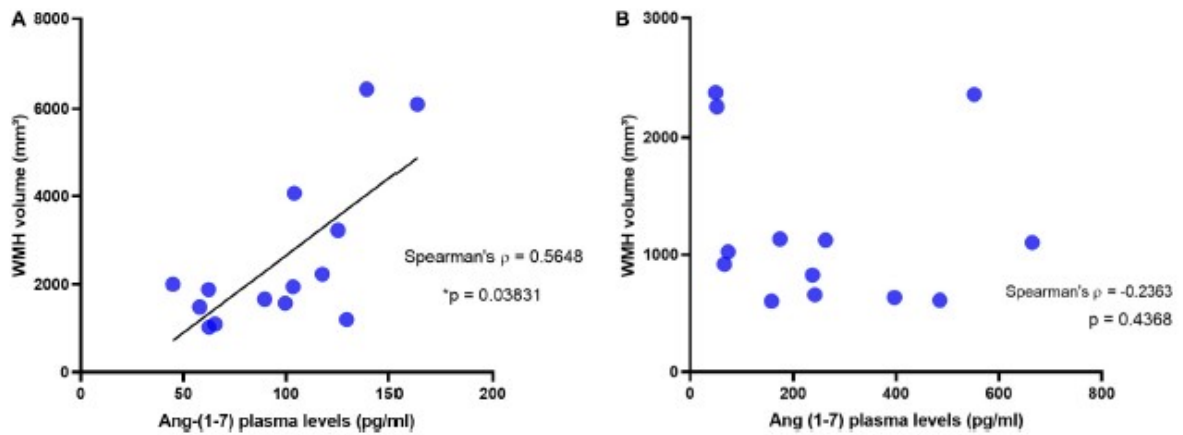 A
8000
6000
4000
2000
0
WMH volume (mm³)
0
50
100
150
200
Ang-(1-7) plasma levels (pg/ml)
Spearman's ρ = 0.5648
*p = 0.03831
B
3000
2000
1000
0
WMH volume (mm³)
0
200
400
600
800
Ang (1-7) plasma levels (pg/ml)
Spearman's ρ = -0.2363
p = 0.4368